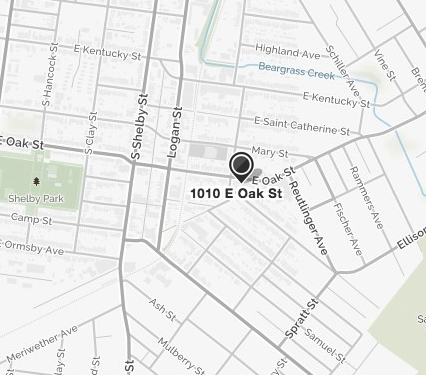 E Kentucky St
Highland Ave
Schiller Ave
Vine St
Beargrass Creek
S Hancock St
S Clay St
S Shelby St
Logan St
E Kentucky St
E Saint Catherine St
E Oak St
Mary St
E Oak St
1010 E Oak St
Shelby Park
Camp St
E Ormsby Ave
Reutlinger Ave
Rammers Ave
Fischer Ave
Ash St
Spratt St
Samuel St
Meriwether Ave
Mulberry St